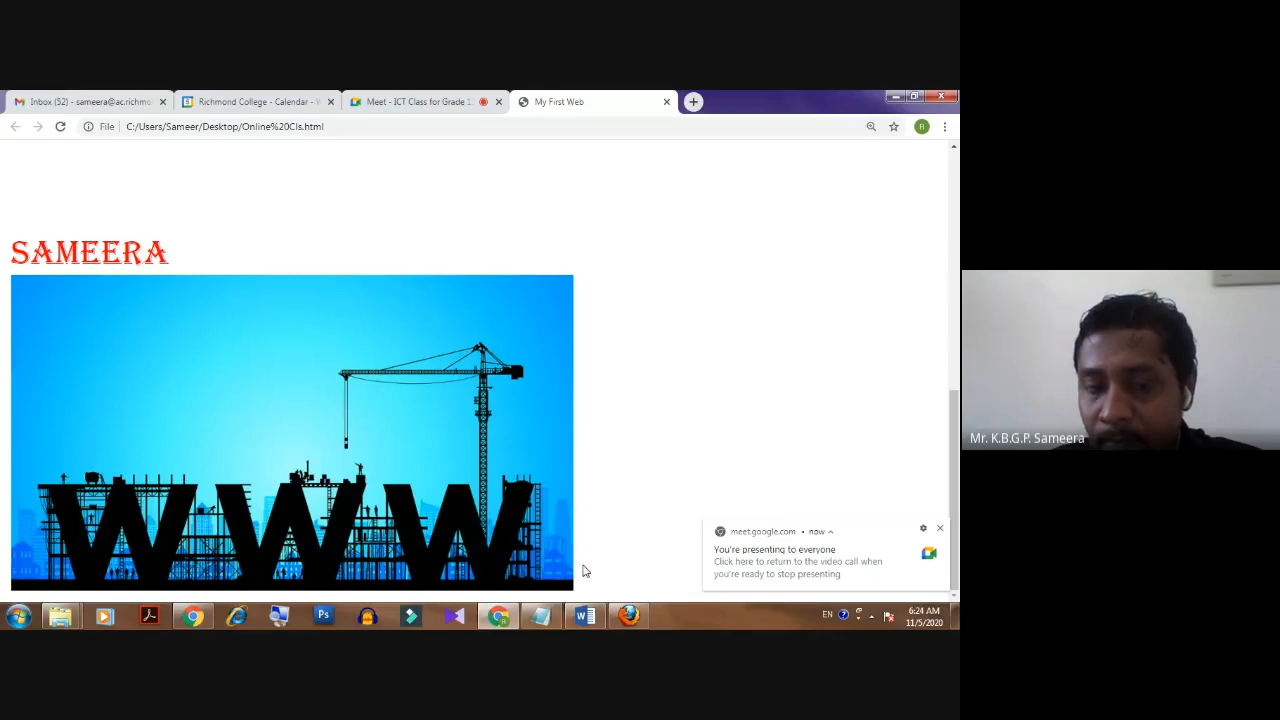 Inbox (52) - sameera@ac.richmo
Richmond College - Calendar - W
Meet - ICT Class for Grade 1
My First Web
File
C:/Users/Sameer/Desktop/Online%20Cls.html
R
SAMEERA
WWW
Mr. K.B.G.P. Sameera
meet.google.com • now
You're presenting to everyone
Click here to return to the video call when
you're ready to stop presenting
Ps
W
EN
6:24 AM
11/5/2020